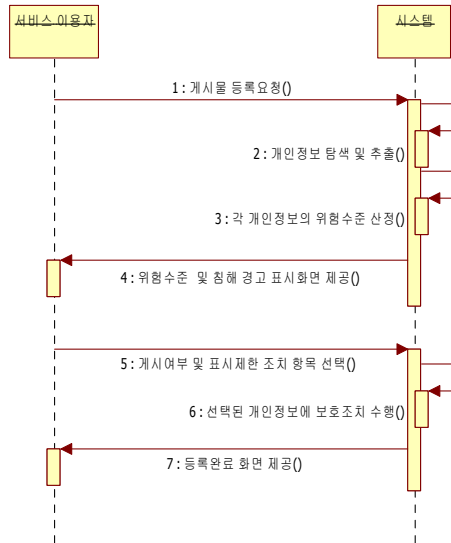 서비스 이용자
시스템
1 : 게시물 등록요청()
2 : 개인정보 탐색 및 추출()
3 : 각 개인정보의 위험수준 산정()
4 : 위험수준 및 침해 경고 표시화면 제공()
5 : 게시여부 및 표시제한 조치 항목 선택()
6 : 선택된 개인정보에 보호조치 수행()
7 : 등록완료 화면 제공()